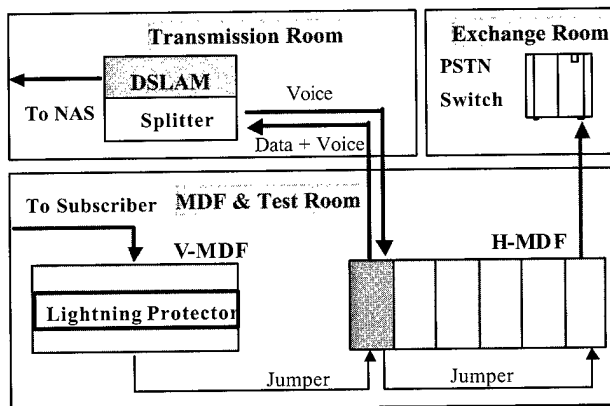 Transmission Room
DSLAM
Splitter
To NAS
Voice
Data + Voice
Exchange Room
PSTN
Switch
MDF & Test Room
To Subscriber
V-MDF
Lightning Protector
H-MDF
Jumper
Jumper